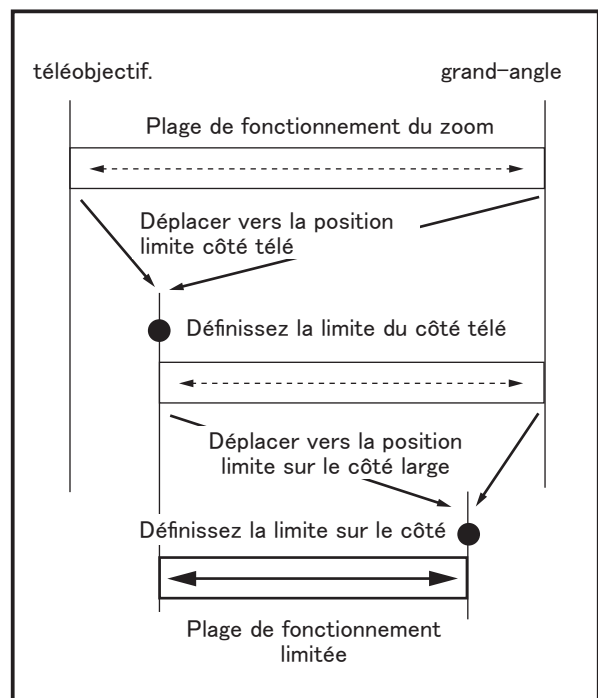 téléobjectif.
grand-angle
Plage de fonctionnement du zoom
Déplacer vers la position
limite côté télé
Définissez la limite du côté télé
Déplacer vers la position
limite sur le côté large
Définissez la limite sur le côté
Plage de fonctionnement
limitée